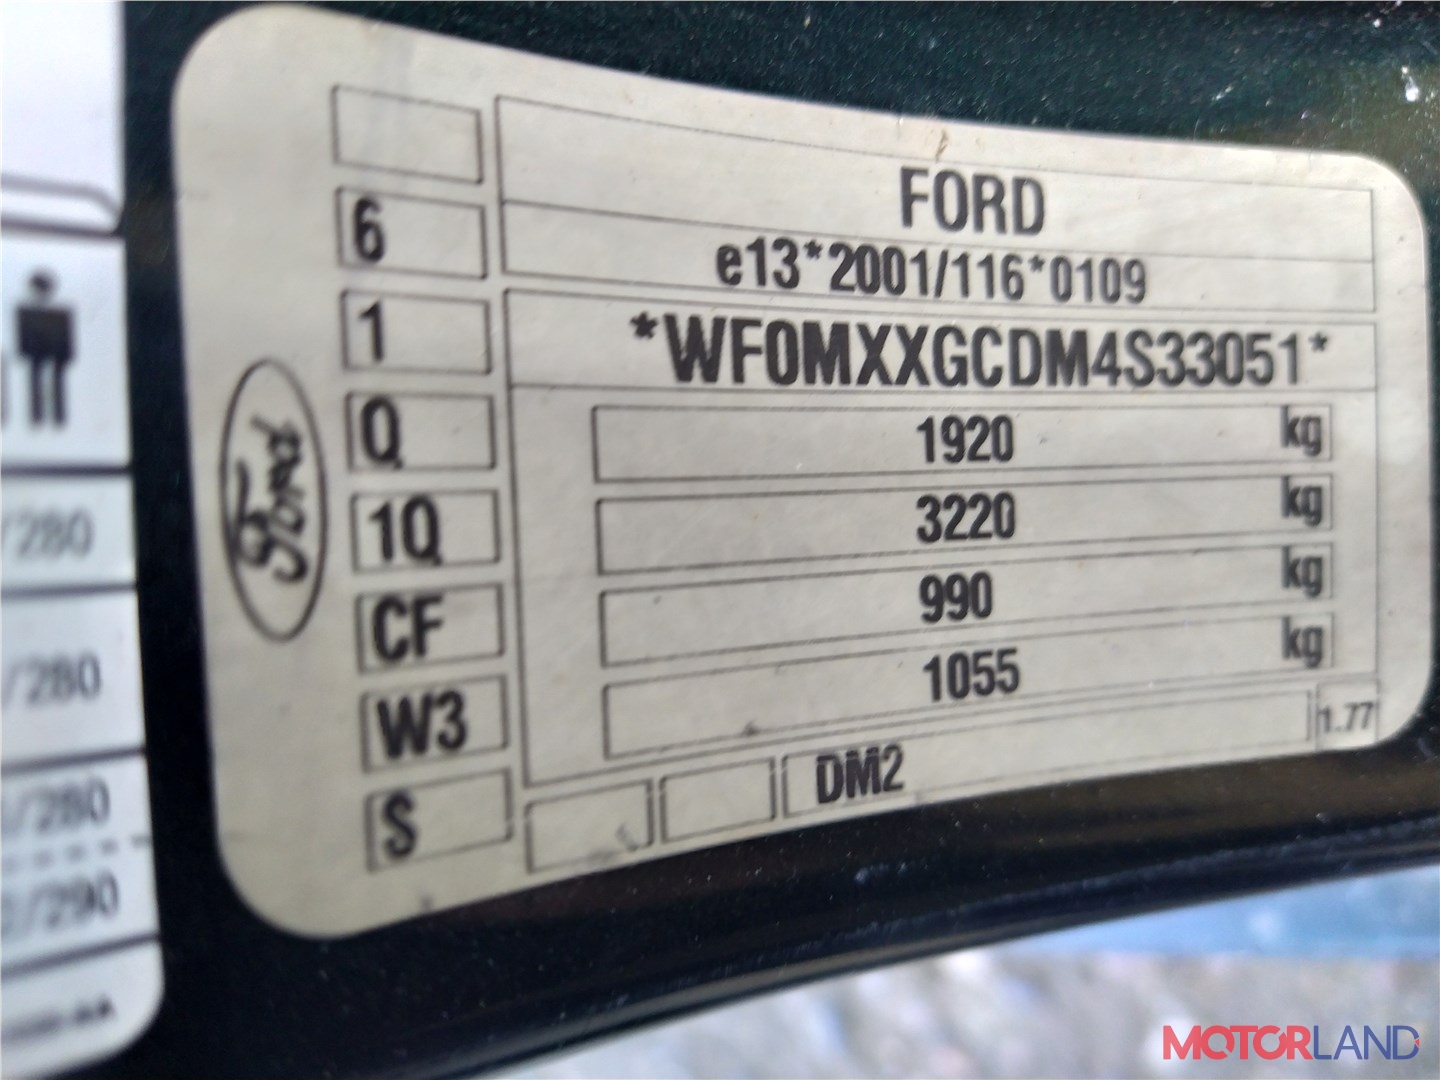 FORD
e13*2001/116*0109
*WF0MXXGCDM4S33051*
1920 kg
3220 kg
990 kg
1055 kg
1.77
DM2
6
1
Q
1Q
CF
W3
S
Ford
/280
/280
/280
/290
MOTORLAND